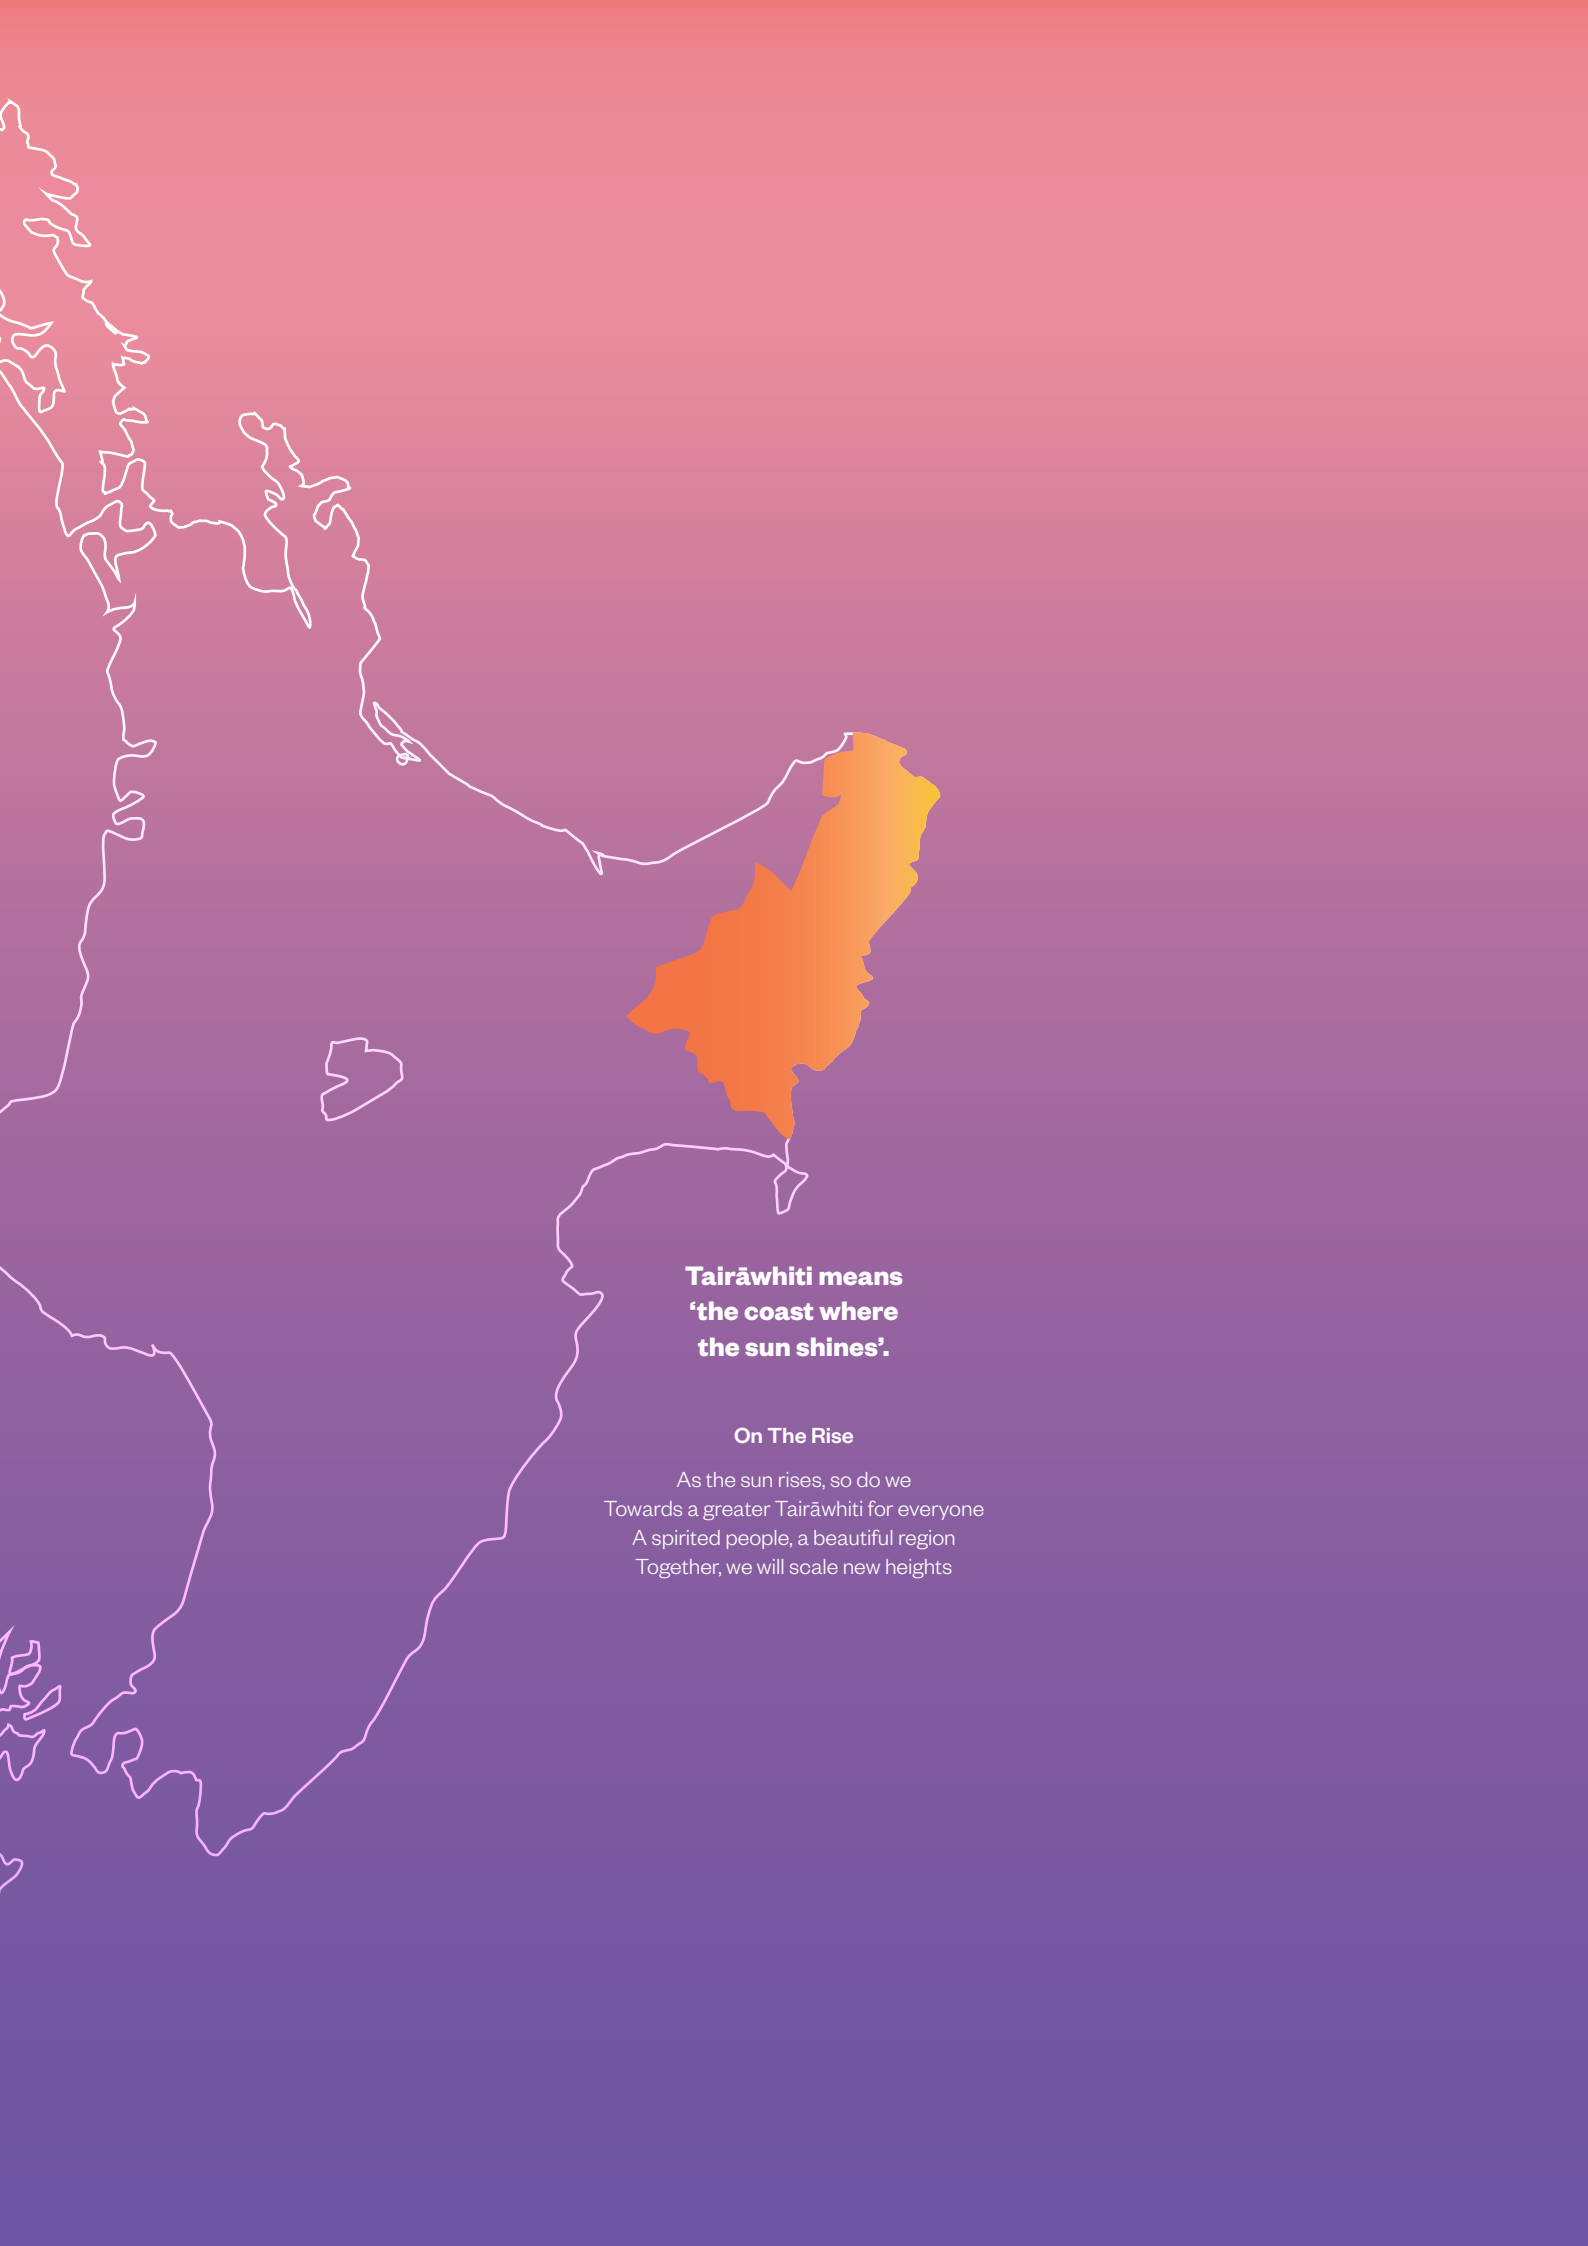 Tairāwhiti means
‘the coast where
the sun shines’.
On The Rise
As the sun rises, so do we
Towards a greater Tairāwhiti for everyone
A spirited people, a beautiful region
Together, we will scale new heights